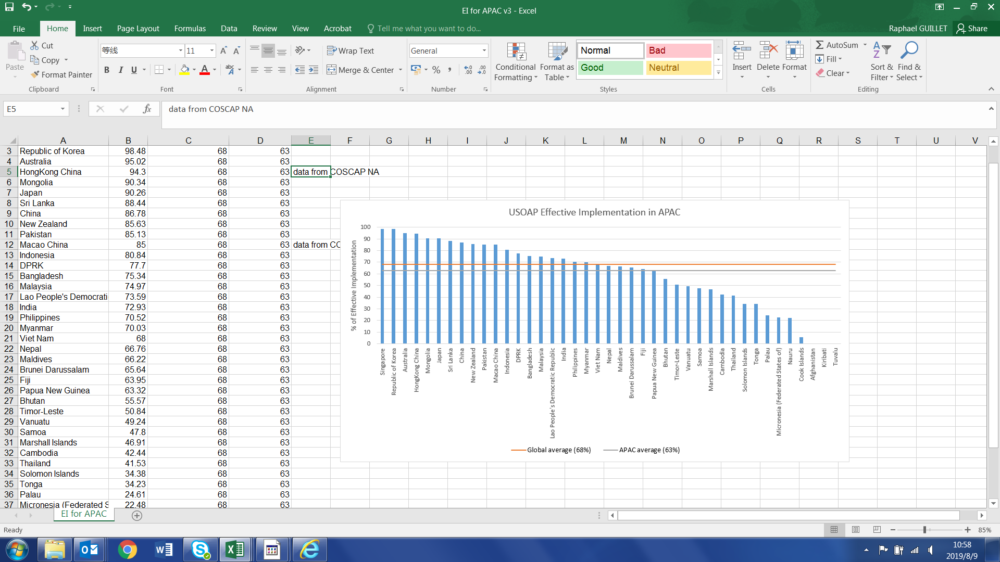 EI for APAC v3 - Excel
File Home Insert Page Layout Formulas Data Review View Acrobat Tell me what you want to do... Raphael GUILLET Share
Paste Cut Copy Format Painter Clipboard
等线 11 B I U A abc Font
Wrap Text Merge & Center Alignment
General % , Number
Conditional Formatting Format as Table Normal Bad Good Neutral Styles
Insert Delete Format Cells
AutoSum Fill Clear Sort & Filter Find & Select Editing
E5 fx data from COSCAP NA
A B C D E F G H I J K L M N O P Q R S T U V
3 Republic of Korea 98.48 68 63
4 Australia 95.02 68 63
5 HongKong China 94.3 68 63 data from COSCAP NA
6 Mongolia 90.34 68 63
7 Japan 90.26 68 63
8 Sri Lanka 88.44 68 63
9 China 86.78 68 63
10 New Zealand 85.63 68 63
11 Pakistan 85.13 68 63
12 Macao China 85 68 63 data from CO
13 Indonesia 80.84 68 63
14 DPRK 77.7 68 63
15 Bangladesh 75.34 68 63
16 Malaysia 74.97 68 63
17 Lao People's Democrati 73.59 68 63
18 India 72.93 68 63
19 Philippines 70.52 68 63
20 Myanmar 70.03 68 63
21 Viet Nam 68 68 63
22 Nepal 66.76 68 63
23 Maldives 66.22 68 63
24 Brunei Darussalam 65.64 68 63
25 Fiji 63.95 68 63
26 Papua New Guinea 63.32 68 63
27 Bhutan 55.57 68 63
28 Timor-Leste 50.84 68 63
29 Vanuatu 49.24 68 63
30 Samoa 47.8 68 63
31 Marshall Islands 46.91 68 63
32 Cambodia 42.44 68 63
33 Thailand 41.53 68 63
34 Solomon Islands 34.38 68 63
35 Tonga 34.23 68 63
36 Palau 24.61 68 63
37 Micronesia (Federated S 22.48 68 63
USOAP Effective Implementation in APAC
% of Effective Implementation
100
90
80
70
60
50
40
30
20
10
0
Singapore
Republic of Korea
Australia
HongKong China
Mongolia
Japan
Sri Lanka
China
New Zealand
Pakistan
Macao China
Indonesia
DPRK
Bangladesh
Malaysia
Lao People's Democratic Republic
India
Philippines
Myanmar
Viet Nam
Nepal
Maldives
Brunei Darussalam
Fiji
Papua New Guinea
Bhutan
Timor-Leste
Vanuatu
Samoa
Marshall Islands
Cambodia
Thailand
Solomon Islands
Tonga
Palau
Micronesia (Federated States of)
Nauru
Cook Islands
Afghanistan
Kiribati
Tuvalu
Global average (68%) APAC average (63%)
EI for APAC
Ready 85%
10:58
2019/8/9